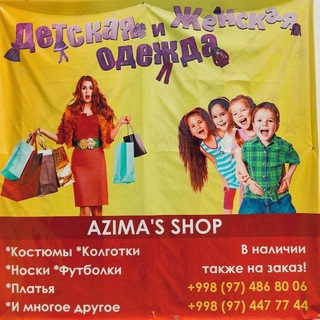 Детская и Женская
одежда
AZIMA'S SHOP
*Костюмы *Колготки
*Носки *Футболки
*Платья
*И многое другое
В наличии
также на заказ!
+998 (97) 486 80 06
+998 (97) 447 77 44